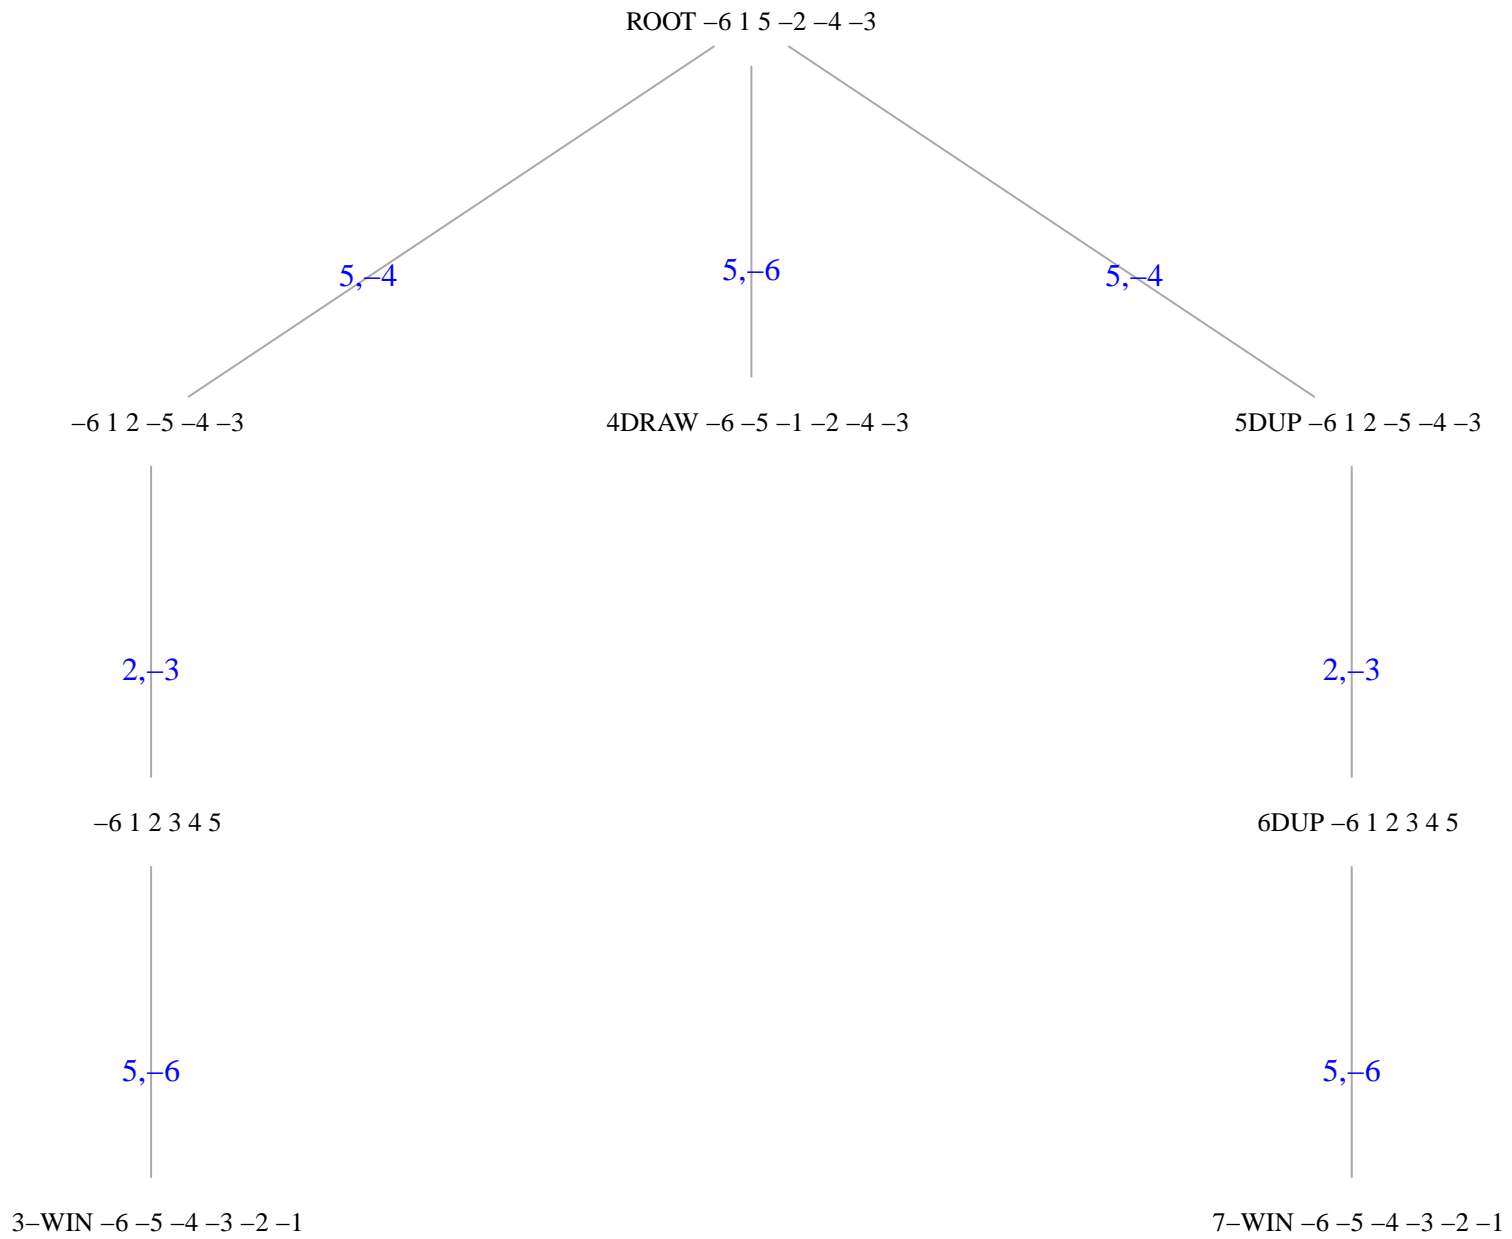 ROOT –6 1 5 –2 –4 –3
5,–4
5,–6
5,–4
–6 1 2 –5 –4 –3
4DRAW –6 –5 –1 –2 –4 –3
5DUP –6 1 2 –5 –4 –3
2,–3
2,–3
–6 1 2 3 4 5
6DUP –6 1 2 3 4 5
5,–6
5,–6
3–WIN –6 –5 –4 –3 –2 –1
7–WIN –6 –5 –4 –3 –2 –1